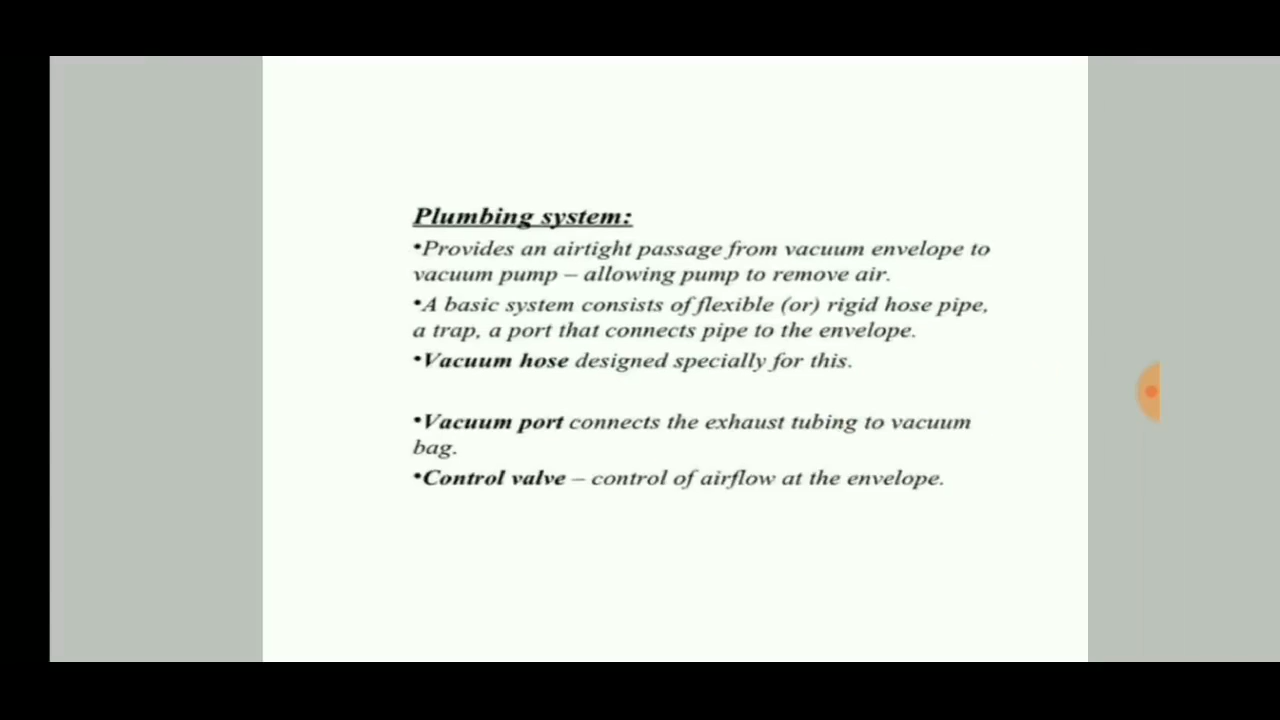 Plumbing system:
•Provides an airtight passage from vacuum envelope to
vacuum pump – allowing pump to remove air.
•A basic system consists of flexible (or) rigid hose pipe,
a trap, a port that connects pipe to the envelope.
•Vacuum hose designed specially for this.
•Vacuum port connects the exhaust tubing to vacuum
bag.
•Control valve – control of airflow at the envelope.